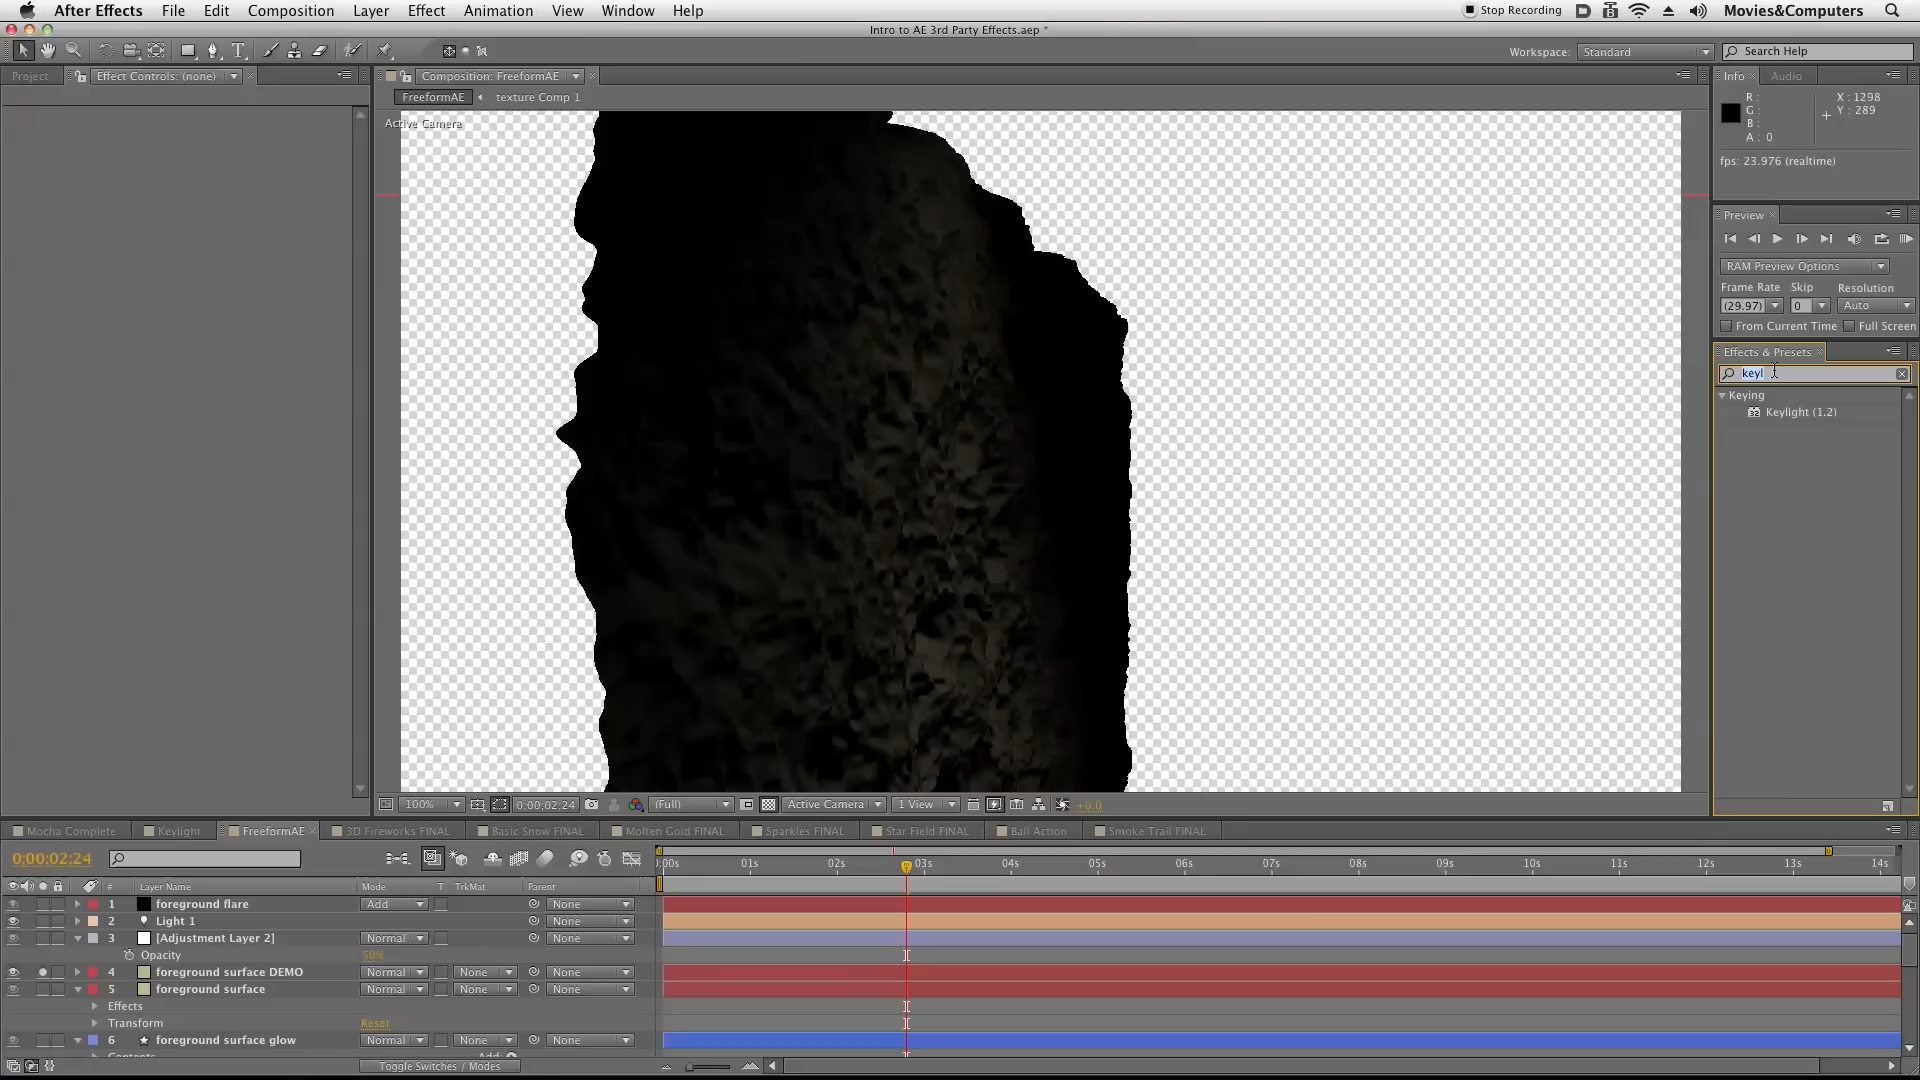 After Effects File Edit Composition Layer Effect Animation View Window Help Stop Recording Movies&Computers
Intro to AE 3rd Party Effects.aep *
Workspace: Standard Search Help
Project Effect Controls: (none) Composition: FreeformAE Info Audio
FreeformAE texture Comp 1
Active Camera
R :
G :
B :
A : 0
X : 1298
Y : 289
fps: 23.976 (realtime)
Preview
RAM Preview Options
Frame Rate Skip Resolution
(29.97) 0 Auto
From Current Time Full Screen
Effects & Presets
keyl
Keying
Keylight (1.2)
100% 0;00;02;24 (Full) Active Camera 1 View +0.0
Mocha Complete Keylight FreeformAE 3D Fireworks FINAL Basic Snow FINAL Molten Gold FINAL Sparkles FINAL Star Field FINAL Ball Action Smoke Trail FINAL
0;00;02;24
:00s 01s 02s 03s 04s 05s 06s 07s 08s 09s 10s 11s 12s 13s 14s
# Layer Name Mode T TrkMat Parent
1 foreground flare Add None
2 Light 1 None
3 [Adjustment Layer 2] Normal None
Opacity 50%
4 foreground surface DEMO Normal None None
5 foreground surface Normal None None
Effects
Transform Reset
6 foreground surface glow Normal None None
Contents Add:
Toggle Switches / Modes